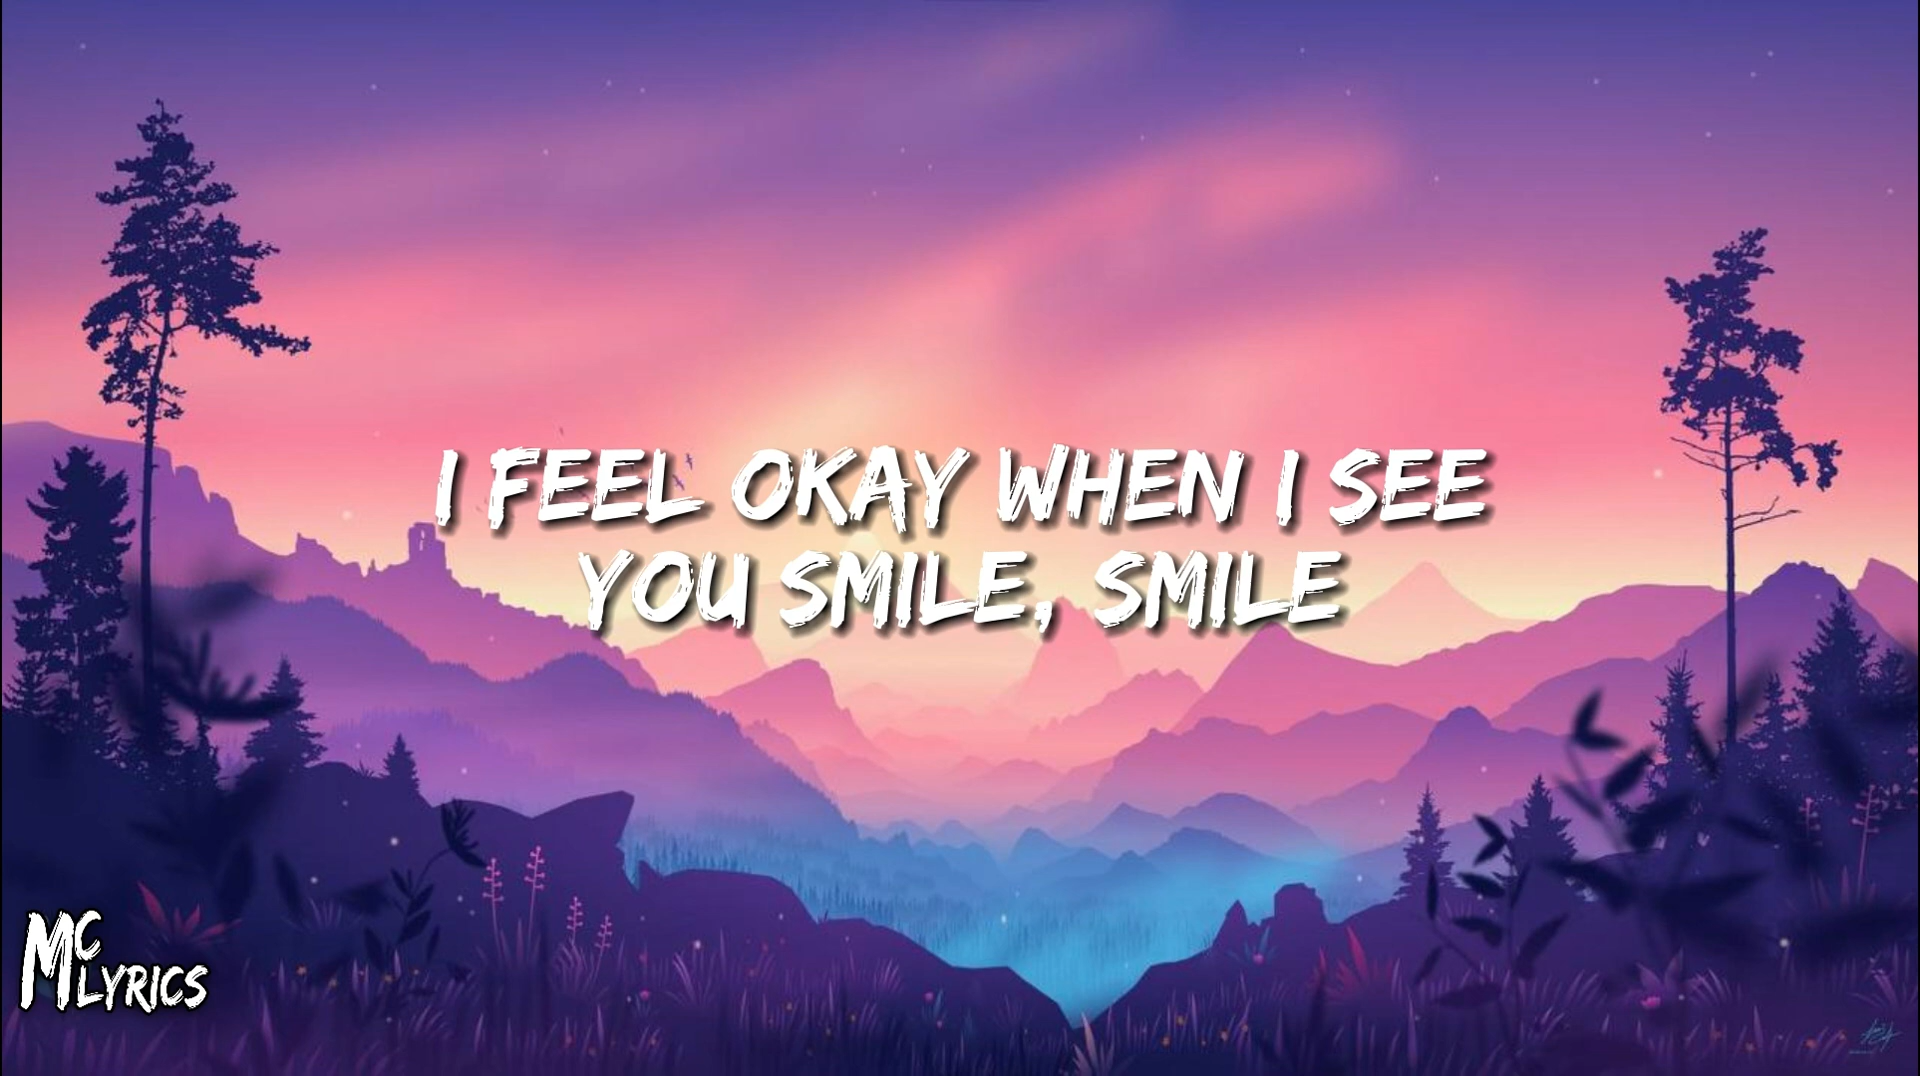 I FEEL OKAY WHEN I SEE
YOU SMILE, SMILE
MC
LYRICS